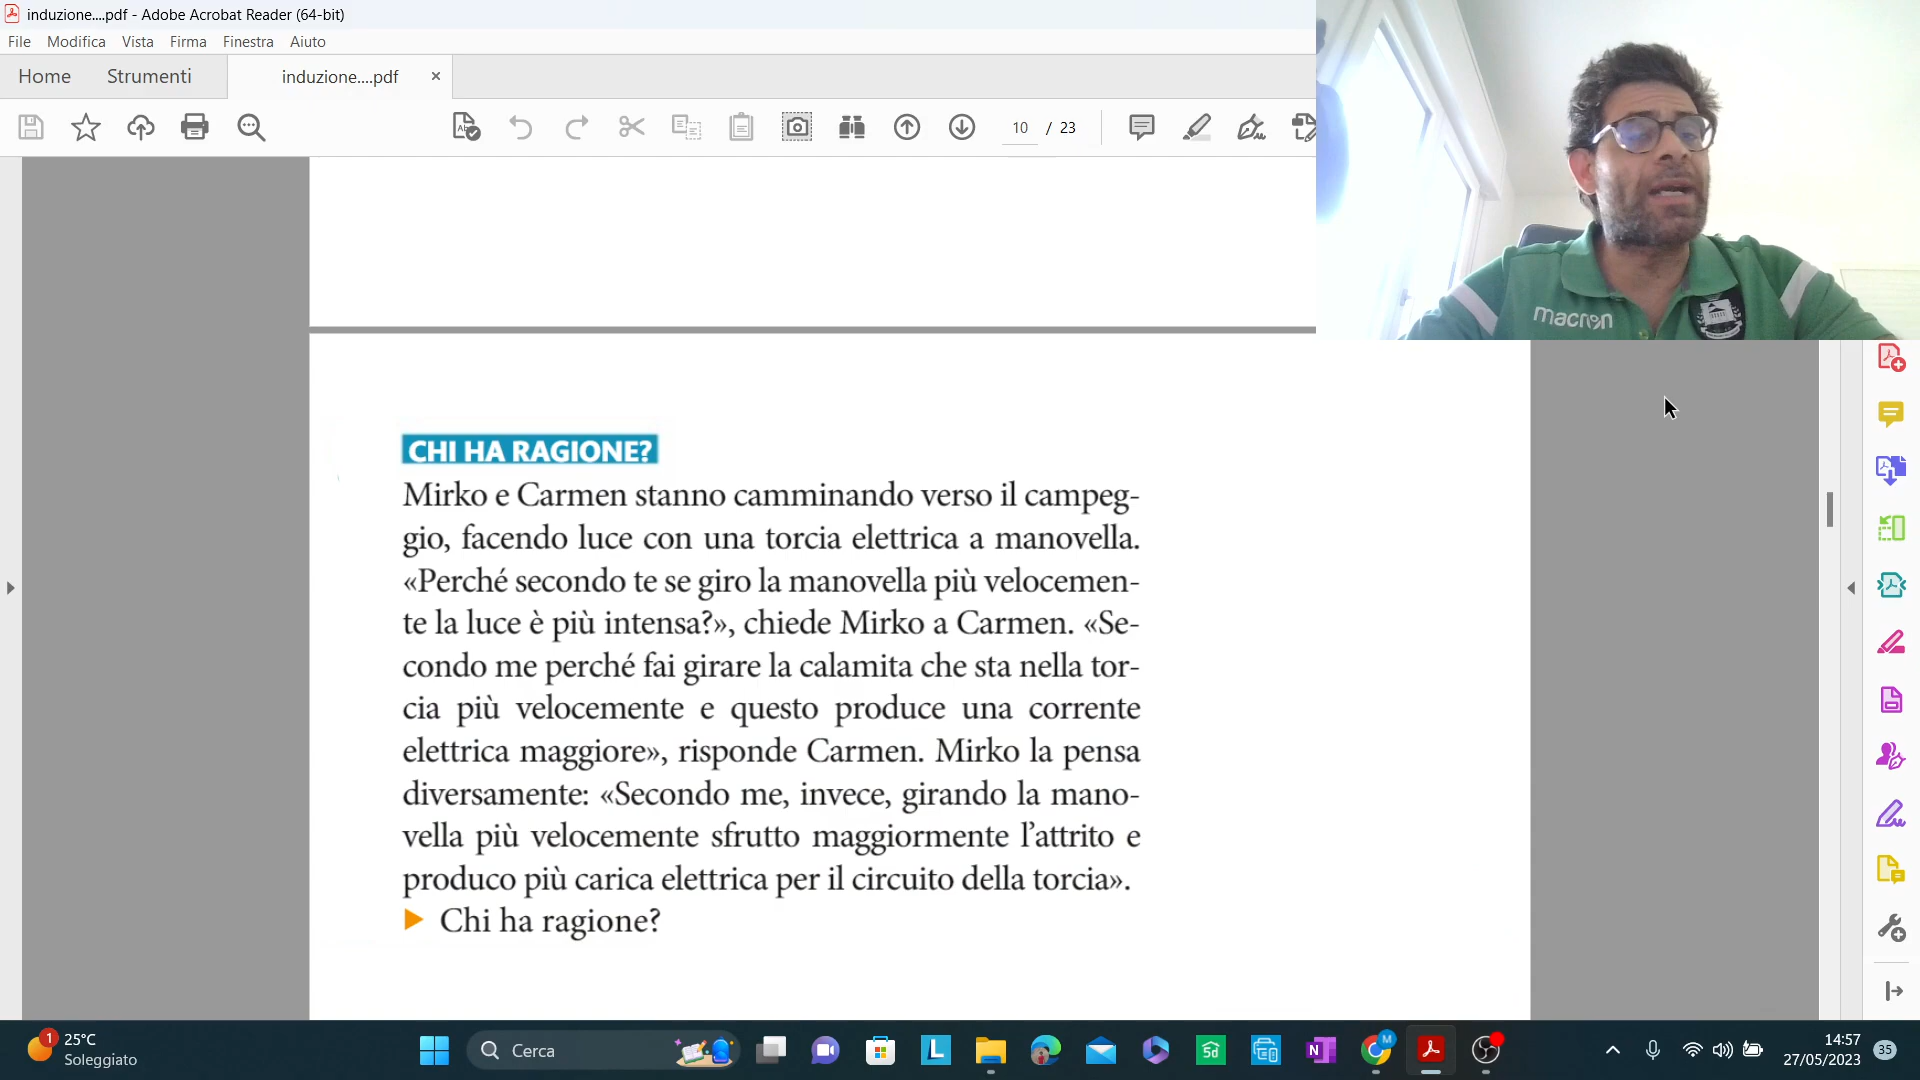 induzione....pdf - Adobe Acrobat Reader (64-bit)
File Modifica Vista Firma Finestra Aiuto
Home Strumenti induzione....pdf
10 / 23
macron
CHI HA RAGIONE?
Mirko e Carmen stanno camminando verso il campeg-
gio, facendo luce con una torcia elettrica a manovella.
«Perché secondo te se giro la manovella più velocemen-
te la luce è più intensa?», chiede Mirko a Carmen. «Se-
condo me perché fai girare la calamita che sta nella tor-
cia più velocemente e questo produce una corrente
elettrica maggiore», risponde Carmen. Mirko la pensa
diversamente: «Secondo me, invece, girando la mano-
vella più velocemente sfrutto maggiormente l'attrito e
produco più carica elettrica per il circuito della torcia».
Chi ha ragione?
1
25°C
Soleggiato
Cerca
14:57
27/05/2023
35